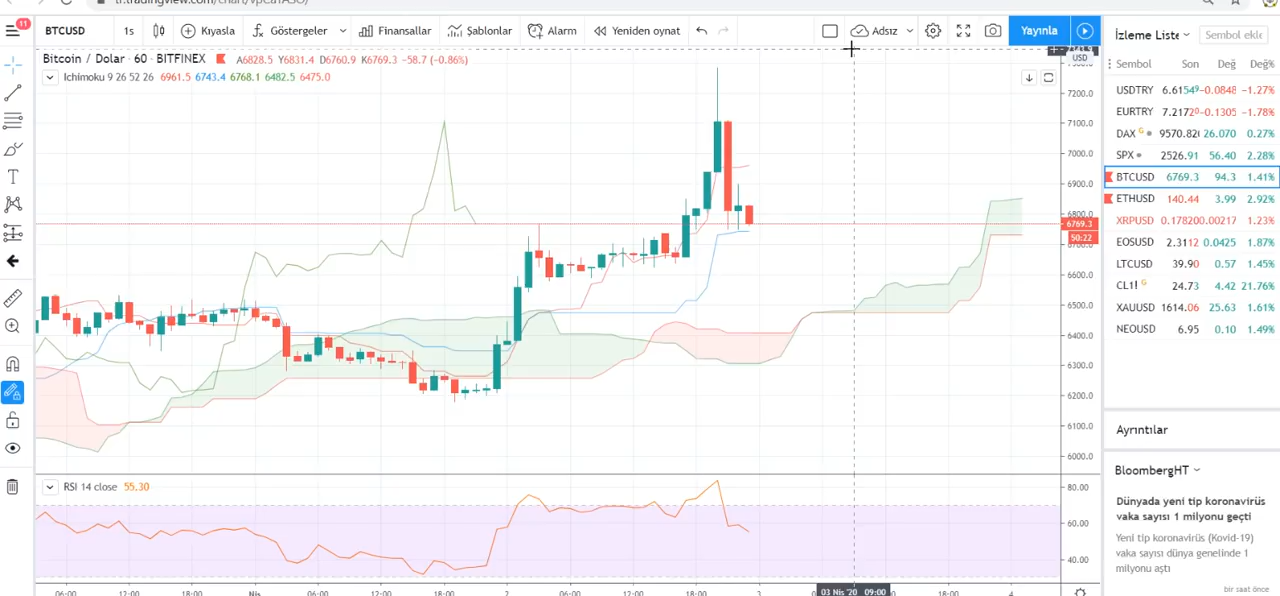 11
BTCUSD
1s
Kıyasla
Göstergeler
Finansallar
Şablonlar
Alarm
Yeniden oynat
Adsız
Yayınla
Bitcoin / Dolar · 60 · BITFINEX
A6828.5 Y6831.4 D6760.9 K6769.3 -58.7 (-0.86%)
Ichimoku 9 26 52 26 6961.5 6743.4 6768.1 6482.5 6475.0
USD
7200.0
7100.0
7000.0
6900.0
6800.0
6769.3
50:22
6600.0
6500.0
6400.0
6300.0
6200.0
6100.0
6000.0
RSI 14 close 55.30
80.00
60.00
40.00
06:00
12:00
18:00
Nis
06:00
12:00
18:00
2
06:00
12:00
18:00
3
03 Nis '20 09:00
18:00
4
İzleme Liste
Sembol ekle
Sembol Son Değ Değ%
USDTRY 6.6154⁹ -0.0848 -1.27%
EURTRY 7.2172⁰ -0.1305 -1.78%
DAX G 9570.820 26.070 0.27%
SPX 2526.91 56.40 2.28%
BTCUSD 6769.3 94.3 1.41%
ETHUSD 140.44 3.99 2.92%
XRPUSD 0.17820 0.00217 1.23%
EOSUSD 2.3112 0.0425 1.87%
LTCUSD 39.90 0.57 1.45%
CL1! G 24.73 4.42 21.76%
XAUUSD 1614.06 25.63 1.61%
NEOUSD 6.95 0.10 1.49%
Ayrıntılar
BloombergHT
Dünyada yeni tip koronavirüs
vaka sayısı 1 milyonu geçti
Yeni tip koronavirüs (Kovid-19)
vaka sayısı dünya genelinde 1
milyonu aştı
bir saat önce